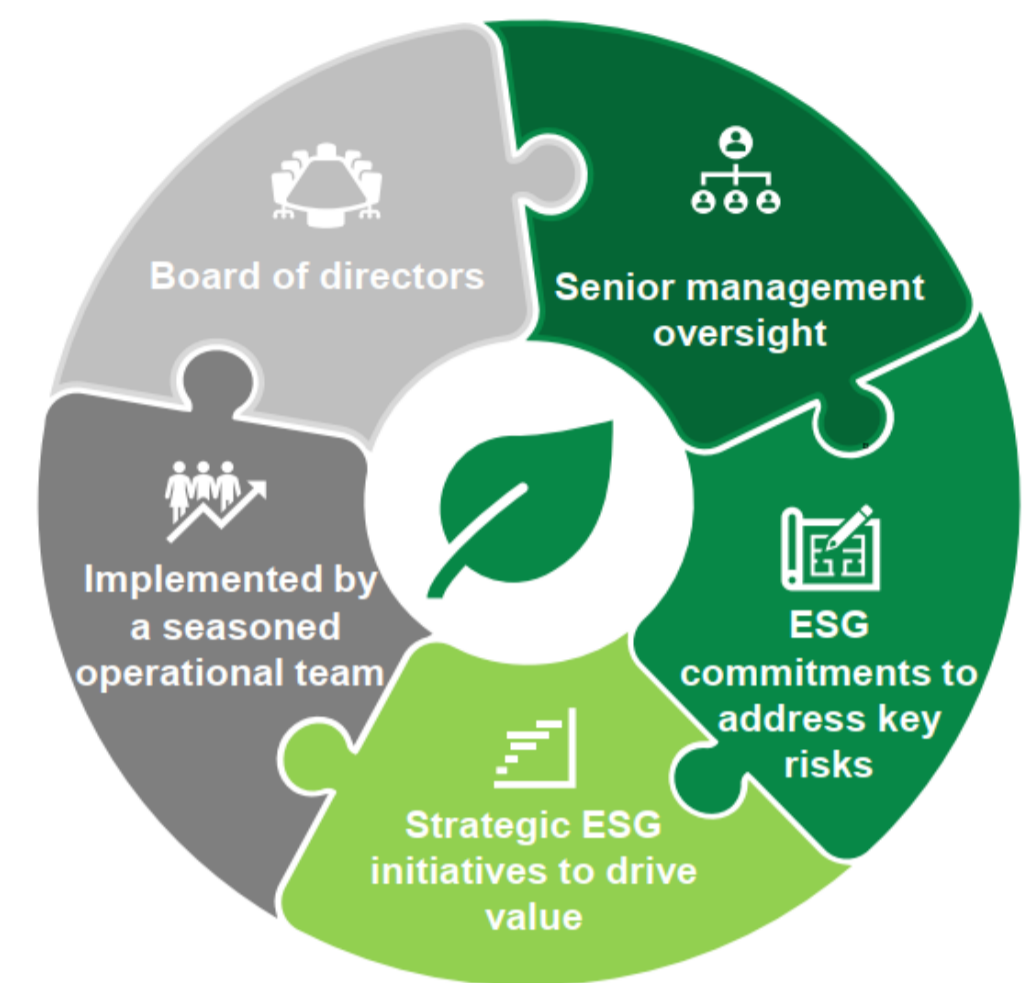 Board of directors
Senior management
oversight
ESG
commitments to
address key
risks
Strategic ESG
initiatives to drive
value
Implemented by
a seasoned
operational team